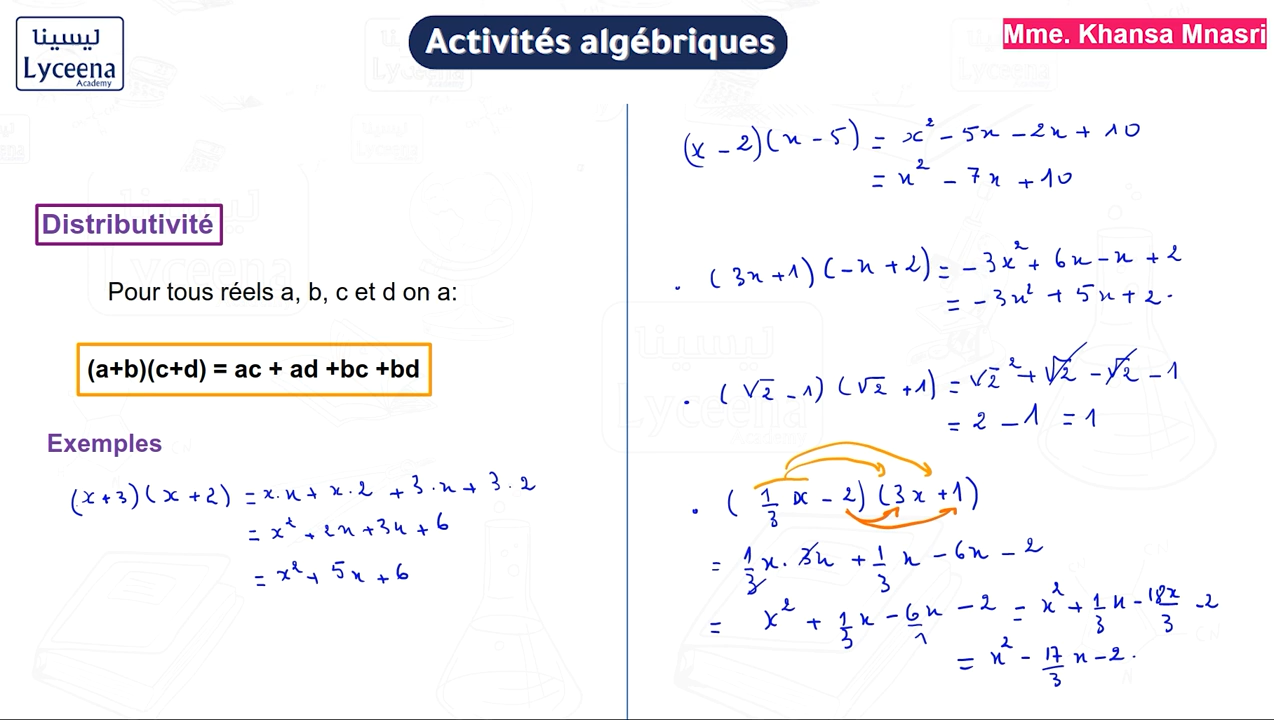 ليسينا
Lyceena
Academy
Activités algébriques
Mme. Khansa Mnasri
Distributivité
Pour tous réels a, b, c et d on a:
(a+b)(c+d) = ac + ad +bc +bd
Exemples
(x+3)(x+2) = x.x + x.2 + 3.x + 3.2
= x² + 2x + 3x + 6
= x² + 5x + 6
(x - 2)(x - 5) = x² - 5x - 2x + 10
= x² - 7x + 10
. (3x+1)(-x+2) = -3x² + 6x - x + 2
= -3x² + 5x + 2.
. (√2 - 1)(√2 + 1) = √2² + √2 - √2 - 1
= 2 - 1 = 1
. (1/3 x - 2)(3x + 1)
= 1/3 x . 3x + 1/3 x - 6x - 2
= x² + 1/3 x - 6x/1 - 2 = x² + 1/3 x - 18x/3 - 2
= x² - 17/3 x - 2.